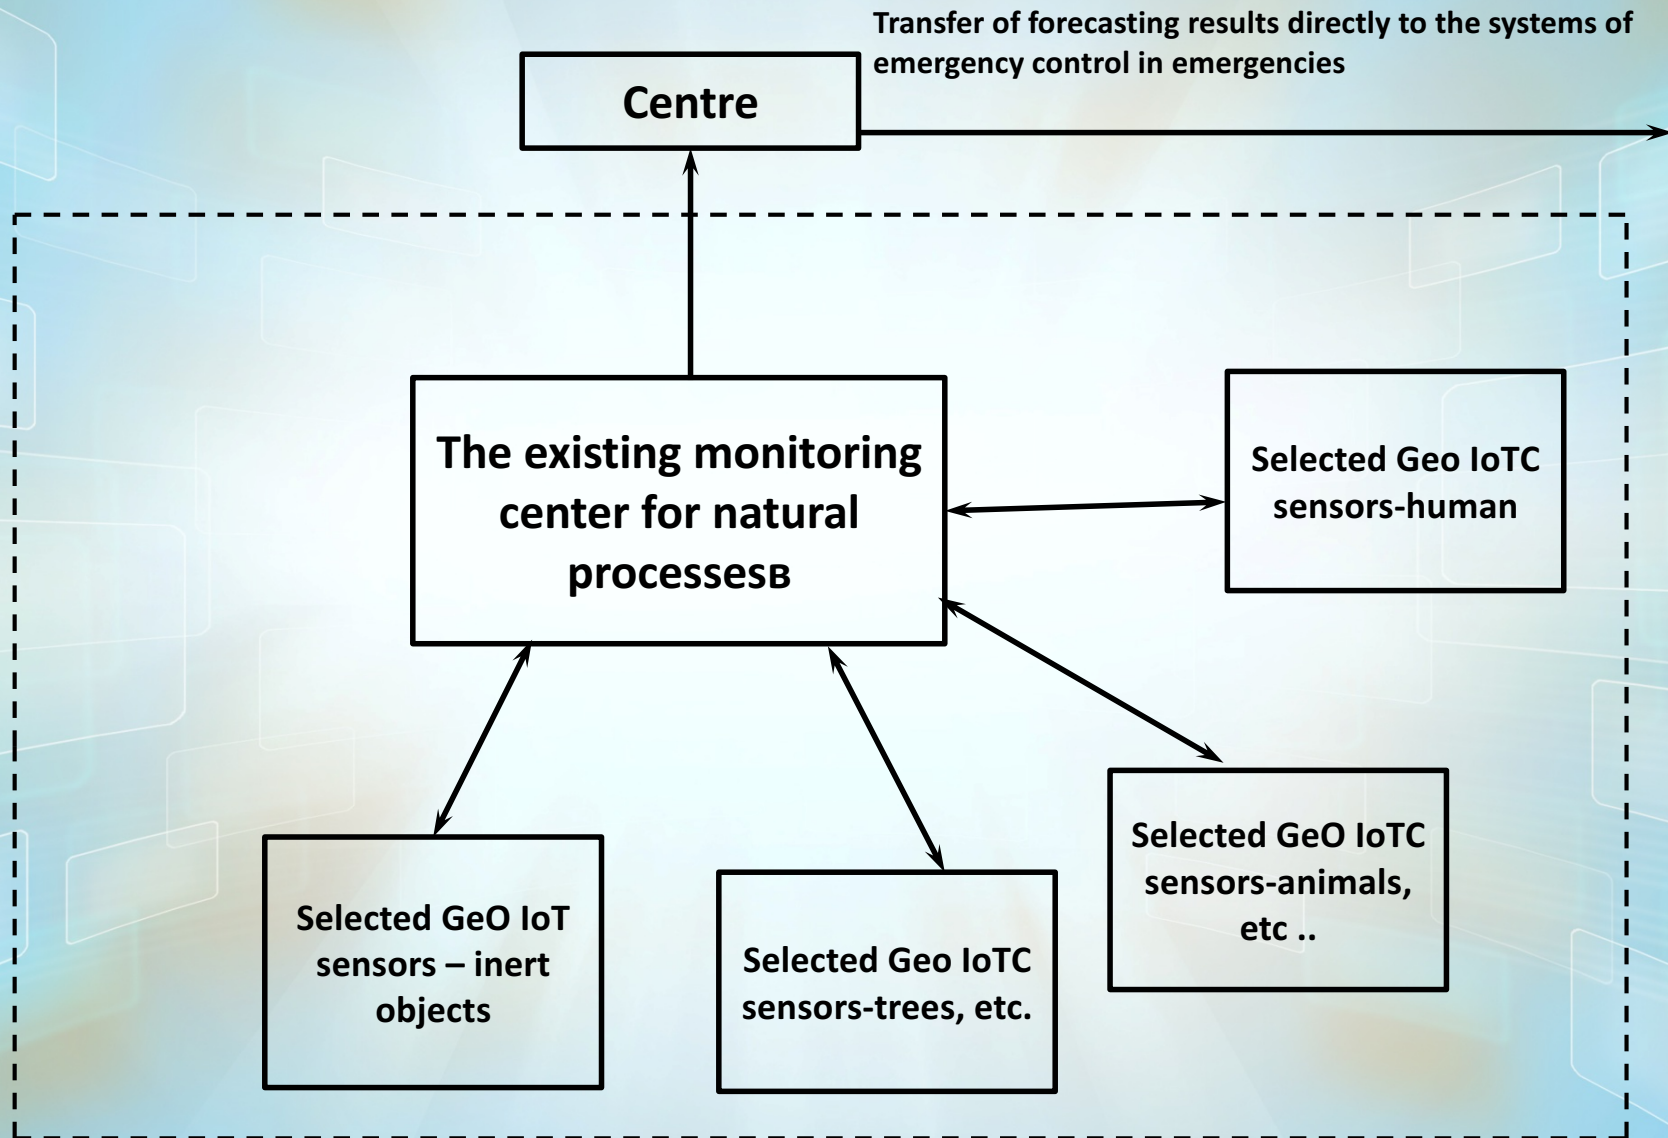 Transfer of forecasting results directly to the systems of
emergency control in emergencies
Centre
The existing monitoring
center for natural
processesв
Selected Geo IoTC
sensors-human
Selected GeO IoTC
sensors-animals,
etc ..
Selected GeO IoT
sensors – inert
objects
Selected Geo IoTC
sensors-trees, etc.